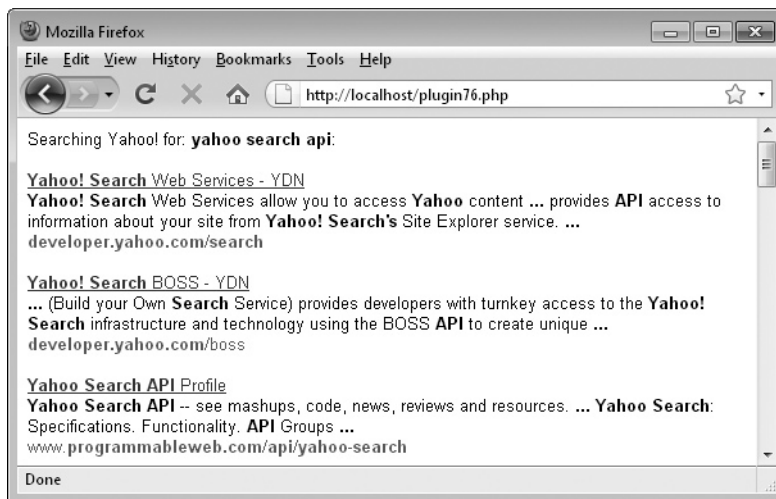 Mozilla Firefox
File Edit View History Bookmarks Tools Help
http://localhost/plugin76.php
Searching Yahoo! for: yahoo search api:
Yahoo! Search Web Services - YDN
Yahoo! Search Web Services allow you to access Yahoo content ... provides API access to
information about your site from Yahoo! Search's Site Explorer service. ...
developer.yahoo.com/search
Yahoo! Search BOSS - YDN
... (Build your Own Search Service) provides developers with turnkey access to the Yahoo!
Search infrastructure and technology using the BOSS API to create unique ...
developer.yahoo.com/boss
Yahoo Search API Profile
Yahoo Search API -- see mashups, code, news, reviews and resources. ... Yahoo Search:
Specifications. Functionality. API Groups ...
www.programmableweb.com/api/yahoo-search
Done